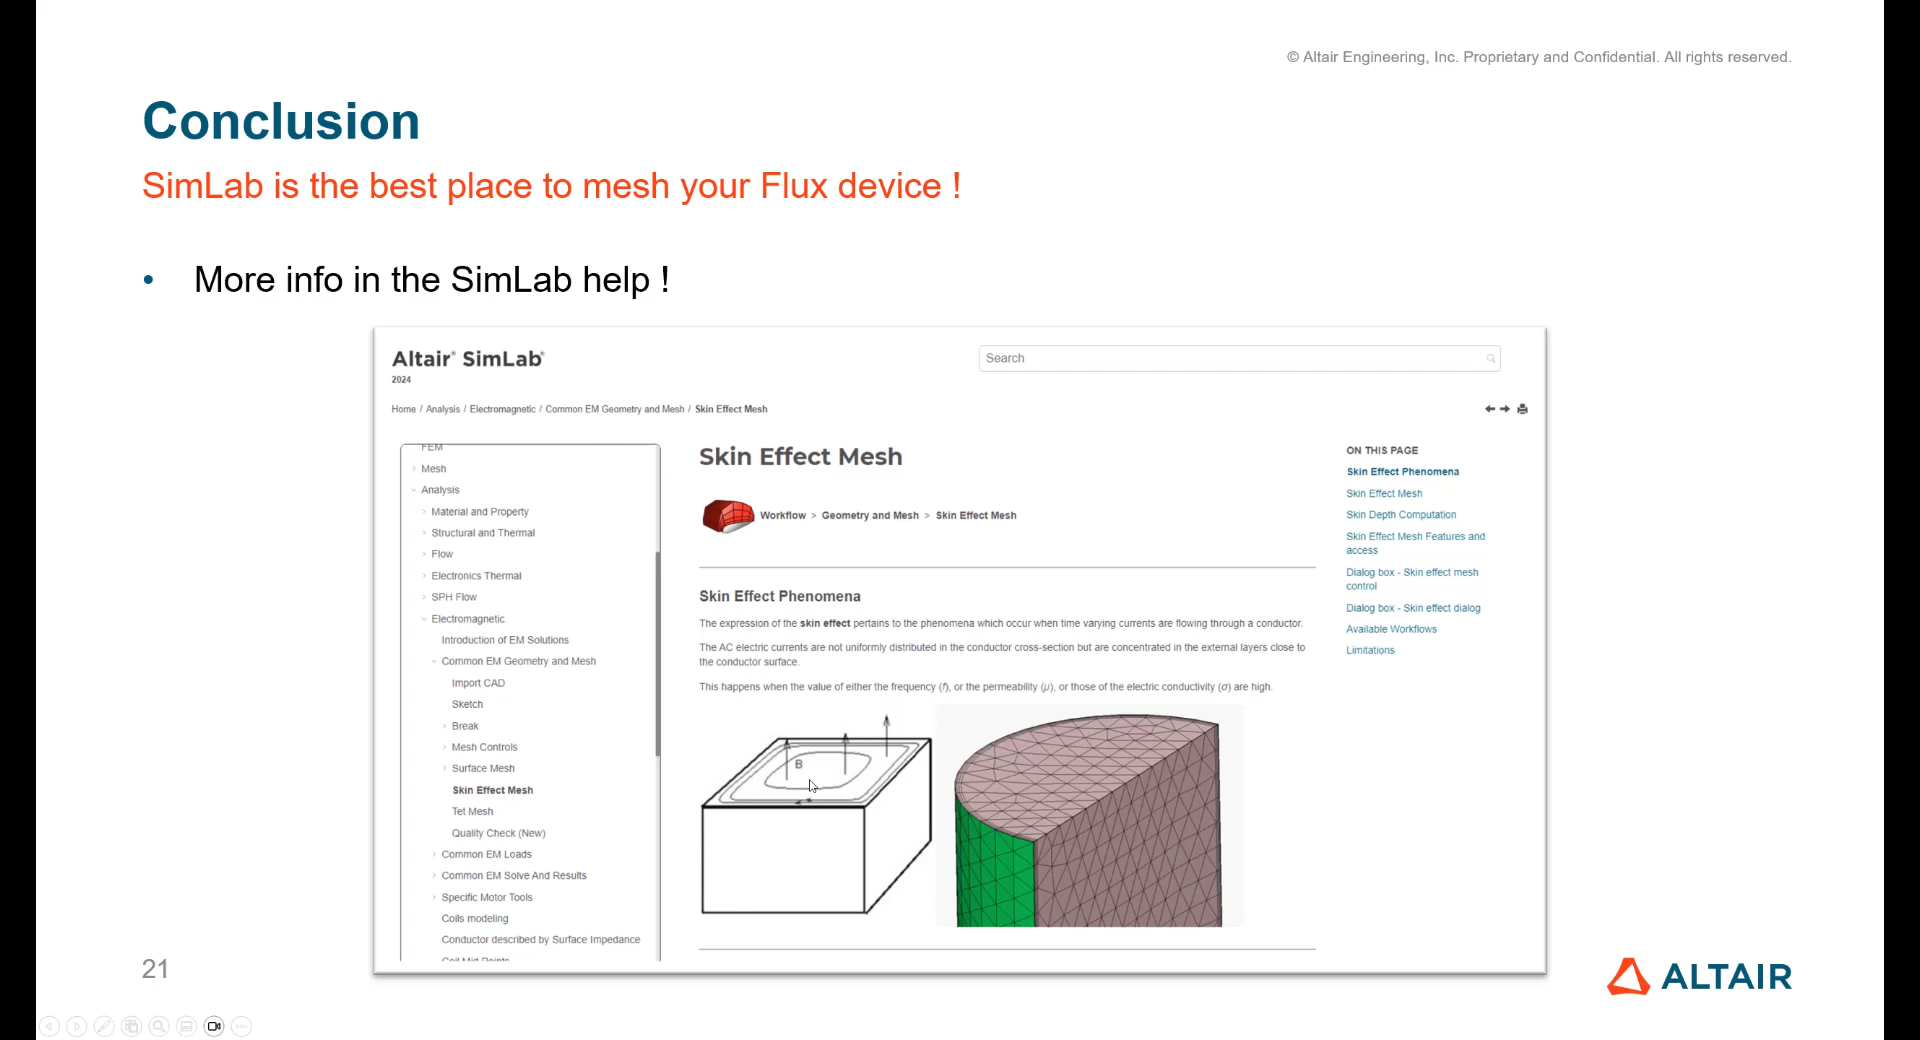 © Altair Engineering, Inc. Proprietary and Confidential. All rights reserved.
Conclusion
SimLab is the best place to mesh your Flux device !
• More info in the SimLab help !
Altair® SimLab®
2024
Search
Home / Analysis / Electromagnetic / Common EM Geometry and Mesh / Skin Effect Mesh
FEM
Mesh
Analysis
Material and Property
Structural and Thermal
Flow
Electronics Thermal
SPH Flow
Electromagnetic
Introduction of EM Solutions
Common EM Geometry and Mesh
Import CAD
Sketch
Break
Mesh Controls
Surface Mesh
Skin Effect Mesh
Tet Mesh
Quality Check (New)
Common EM Loads
Common EM Solve And Results
Specific Motor Tools
Coils modeling
Conductor described by Surface Impedance
Coil Mid Points
Skin Effect Mesh
Workflow > Geometry and Mesh > Skin Effect Mesh
Skin Effect Phenomena
The expression of the skin effect pertains to the phenomena which occur when time varying currents are flowing through a conductor.
The AC electric currents are not uniformly distributed in the conductor cross-section but are concentrated in the external layers close to
the conductor surface.
This happens when the value of either the frequency (f), or the permeability (μ), or those of the electric conductivity (σ) are high.
B
ON THIS PAGE
Skin Effect Phenomena
Skin Effect Mesh
Skin Depth Computation
Skin Effect Mesh Features and
access
Dialog box - Skin effect mesh
control
Dialog box - Skin effect dialog
Available Workflows
Limitations
21
ALTAIR